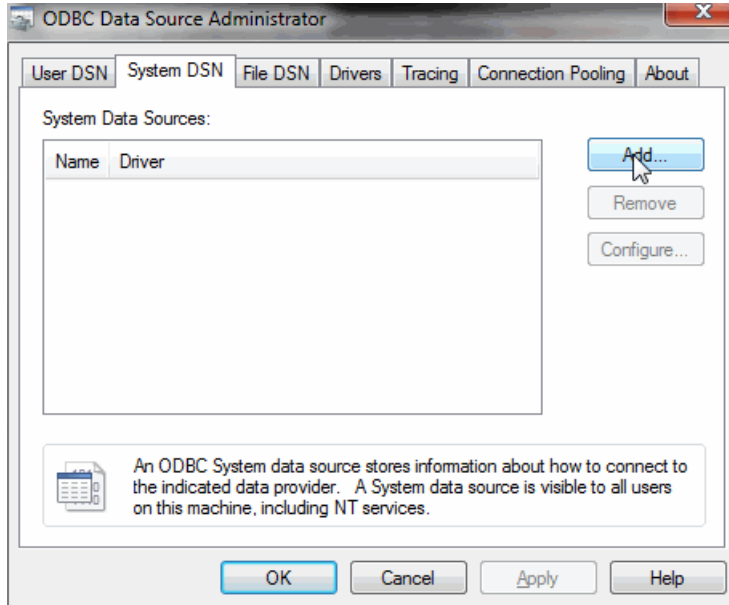 ODBC Data Source Administrator
User DSN System DSN File DSN Drivers Tracing Connection Pooling About
System Data Sources:
Name Driver
Add...
Remove
Configure...
An ODBC System data source stores information about how to connect to
the indicated data provider. A System data source is visible to all users
on this machine, including NT services.
OK Cancel Apply Help